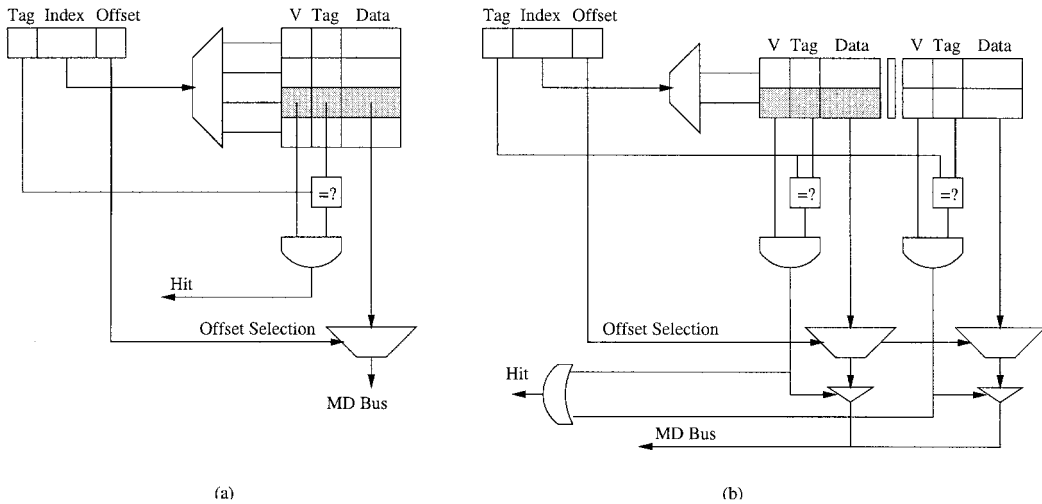 Tag Index Offset
V Tag Data
=?
Hit
Offset Selection
MD Bus
(a)
Tag Index Offset
V Tag Data
V Tag Data
=?
=?
Offset Selection
Hit
MD Bus
(b)